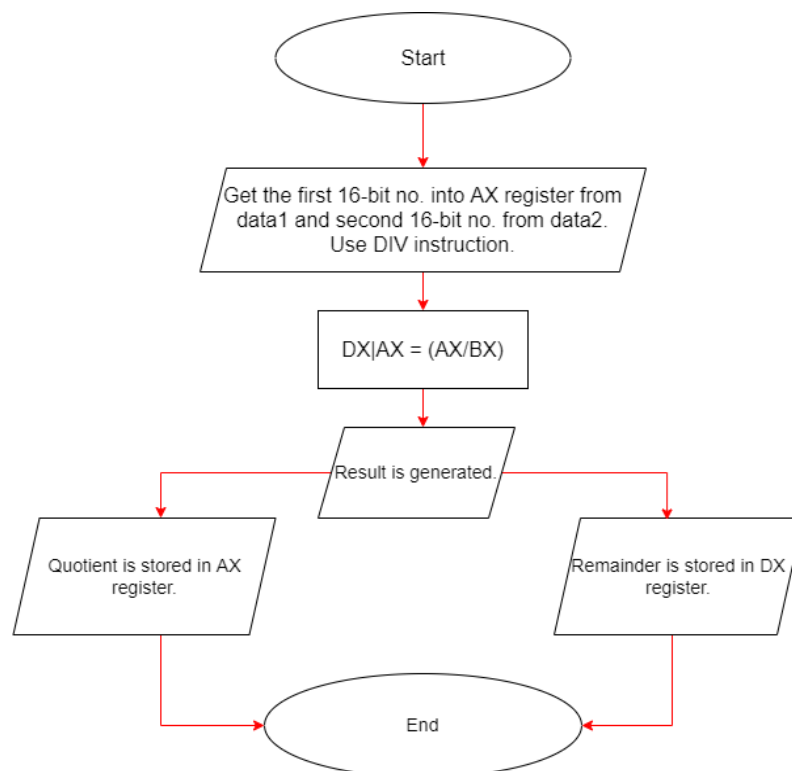 Start
Get the first 16-bit no. into AX register from
data1 and second 16-bit no. from data2.
Use DIV instruction.
DX|AX = (AX/BX)
Result is generated.
Quotient is stored in AX
register.
Remainder is stored in DX
register.
End